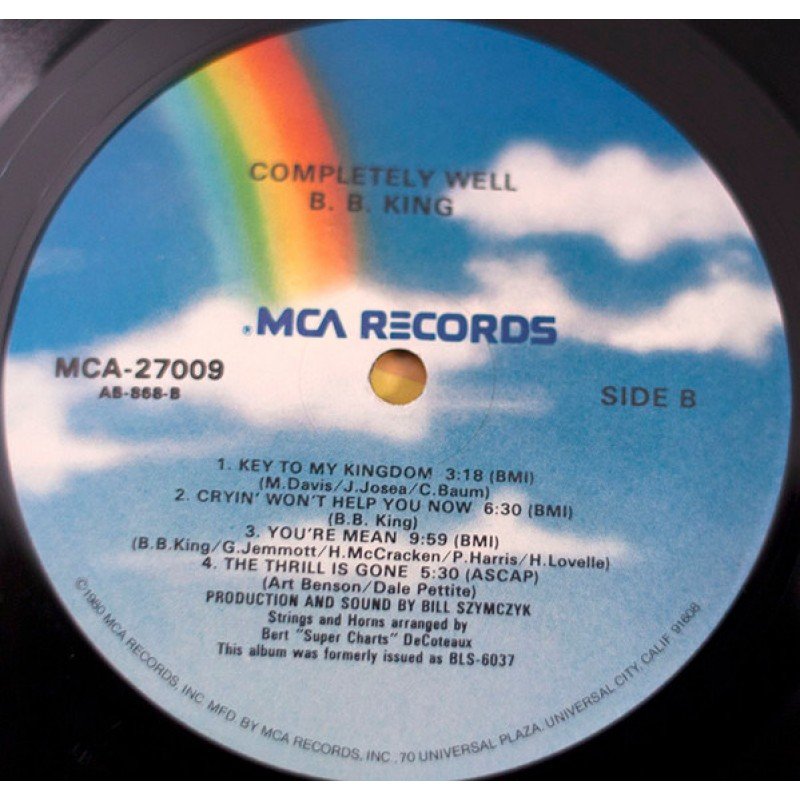 COMPLETELY WELL
B. B. KING
®MCA RECORDS
MCA-27009
AB-868-B
SIDE B
1. KEY TO MY KINGDOM 3:18 (BMI)
(M.Davis/J.Josea/C.Baum)
2. CRYIN' WON'T HELP YOU NOW 6:30 (BMI)
(B.B. King)
3. YOU'RE MEAN 9:59 (BMI)
(B.B.King/G.Jemmott/H.McCracken/P.Harris/H.Lovelle)
4. THE THRILL IS GONE 5:30 (ASCAP)
(Art Benson/Dale Pettite)
PRODUCTION AND SOUND BY BILL SZYMCZYK
Strings and Horns arranged by
Bert "Super Charts" DeCoteaux
This album was formerly issued as BLS-6037
©1980 MCA RECORDS, INC. MFD. BY MCA RECORDS, INC., 70 UNIVERSAL PLAZA, UNIVERSAL CITY, CALIF. 91608